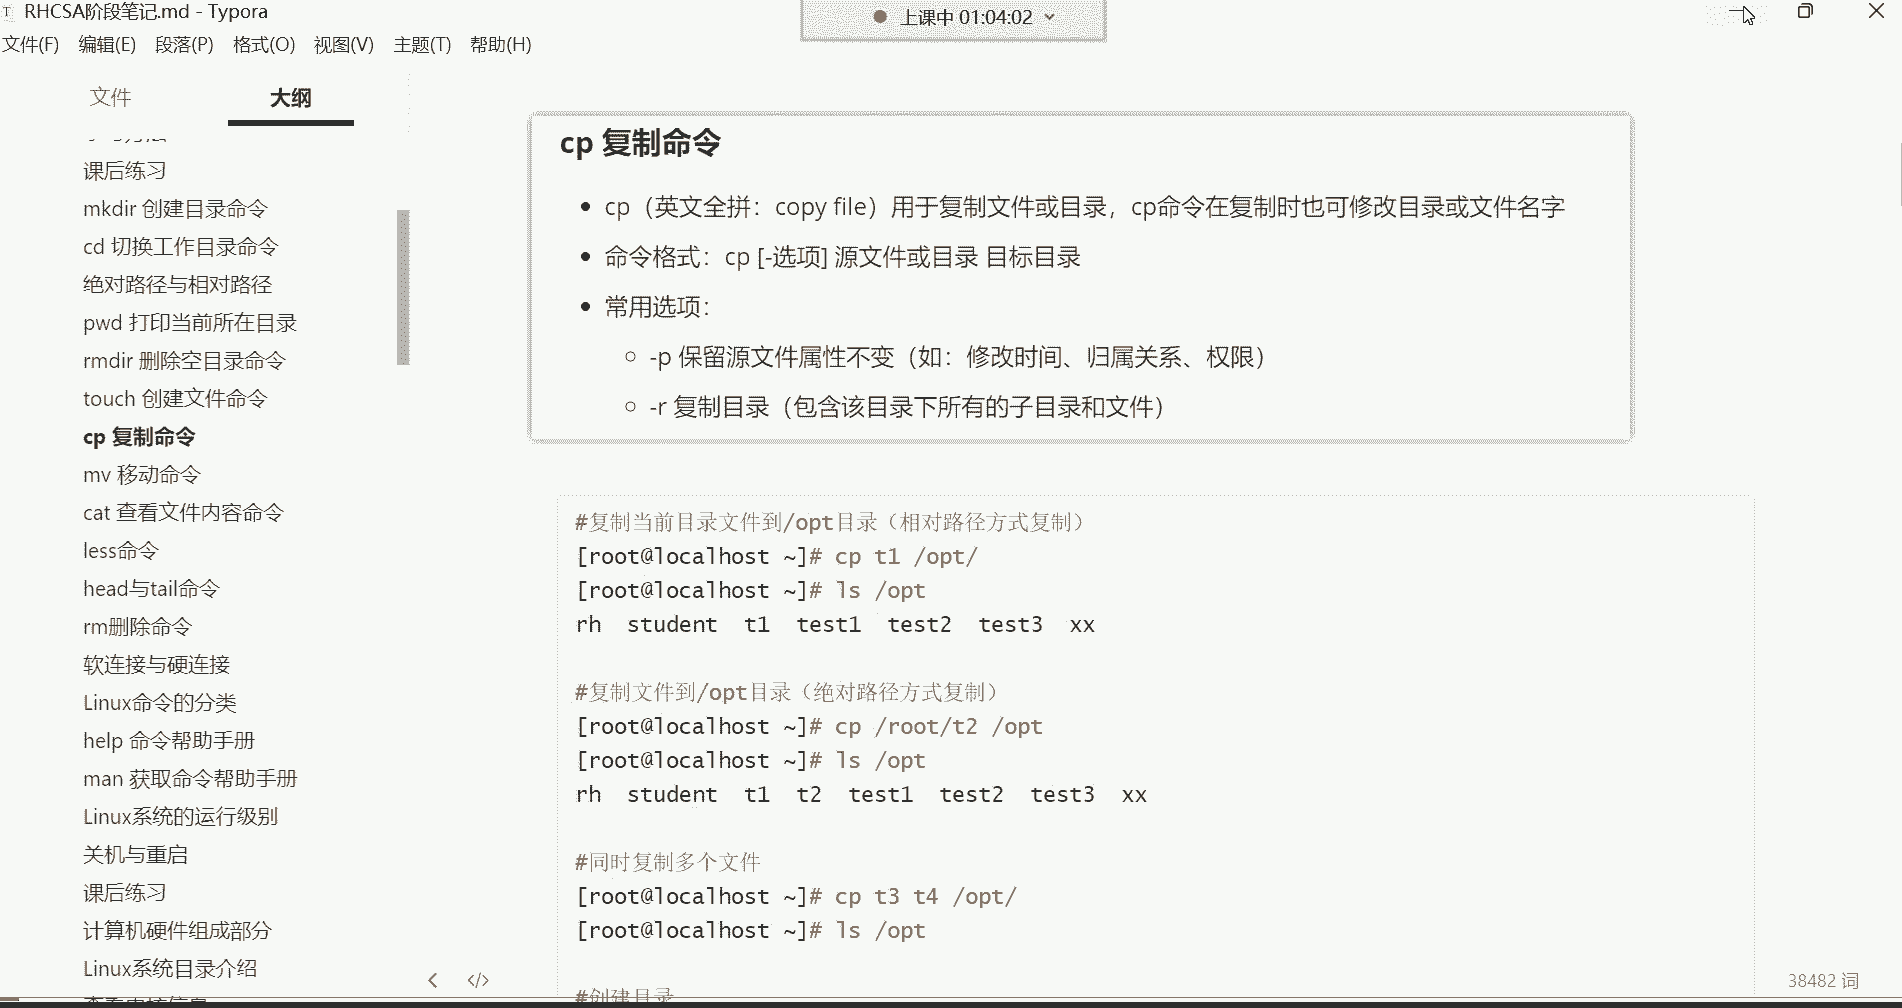 RHCSA阶段笔记.md - Typora
上课中 01:04:02
文件(F) 编辑(E) 段落(P) 格式(O) 视图(V) 主题(T) 帮助(H)
文件 大纲
课后练习
mkdir 创建目录命令
cd 切换工作目录命令
绝对路径与相对路径
pwd 打印当前所在目录
rmdir 删除空目录命令
touch 创建文件命令
cp 复制命令
mv 移动命令
cat 查看文件内容命令
less命令
head与tail命令
rm删除命令
软连接与硬连接
Linux命令的分类
help 命令帮助手册
man 获取命令帮助手册
Linux系统的运行级别
关机与重启
课后练习
计算机硬件组成部分
Linux系统目录介绍
cp 复制命令
cp（英文全拼：copy file）用于复制文件或目录，cp命令在复制时也可修改目录或文件名字
命令格式：cp [-选项] 源文件或目录 目标目录
常用选项：
-p 保留源文件属性不变（如：修改时间、归属关系、权限）
-r 复制目录（包含该目录下所有的子目录和文件）
#复制当前目录文件到/opt目录（相对路径方式复制）
[root@localhost ~]# cp t1 /opt/
[root@localhost ~]# ls /opt
rh student t1 test1 test2 test3 xx
#复制文件到/opt目录（绝对路径方式复制）
[root@localhost ~]# cp /root/t2 /opt
[root@localhost ~]# ls /opt
rh student t1 t2 test1 test2 test3 xx
#同时复制多个文件
[root@localhost ~]# cp t3 t4 /opt/
[root@localhost ~]# ls /opt
#创建目录
38482 词